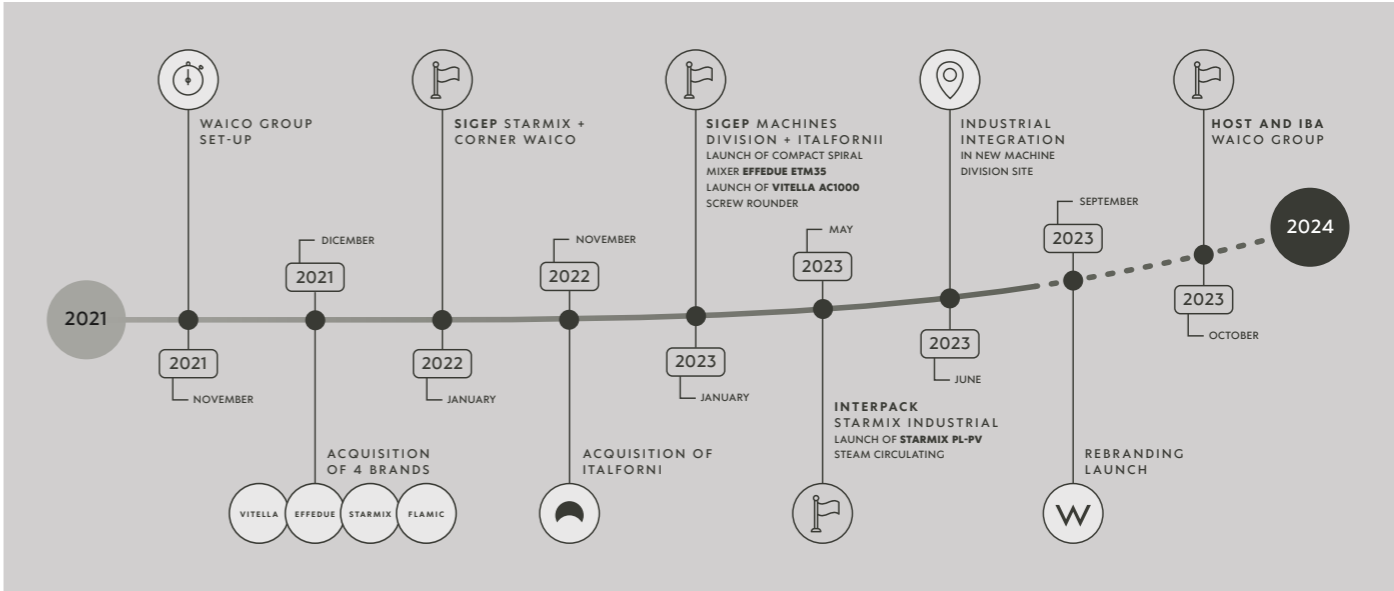 2021
WAICO GROUP
SET-UP
2021
NOVEMBER
DICEMBER
2021
ACQUISITION
OF 4 BRANDS
VITELLA
EFFEDUE
STARMIX
FLAMIC
SIGEP STARMIX +
CORNER WAICO
2022
JANUARY
NOVEMBER
2022
ACQUISITION OF
ITALFORNI
SIGEP MACHINES
DIVISION + ITALFORNII
LAUNCH OF COMPACT SPIRAL
MIXER EFFEDUE ETM35
LAUNCH OF VITELLA AC1000
SCREW ROUNDER
2023
JANUARY
MAY
2023
INTERPACK
STARMIX INDUSTRIAL
LAUNCH OF STARMIX PL-PV
STEAM CIRCULATING
INDUSTRIAL
INTEGRATION
IN NEW MACHINE
DIVISION SITE
2023
JUNE
SEPTEMBER
2023
REBRANDING
LAUNCH
W
HOST AND IBA
WAICO GROUP
2023
OCTOBER
2024